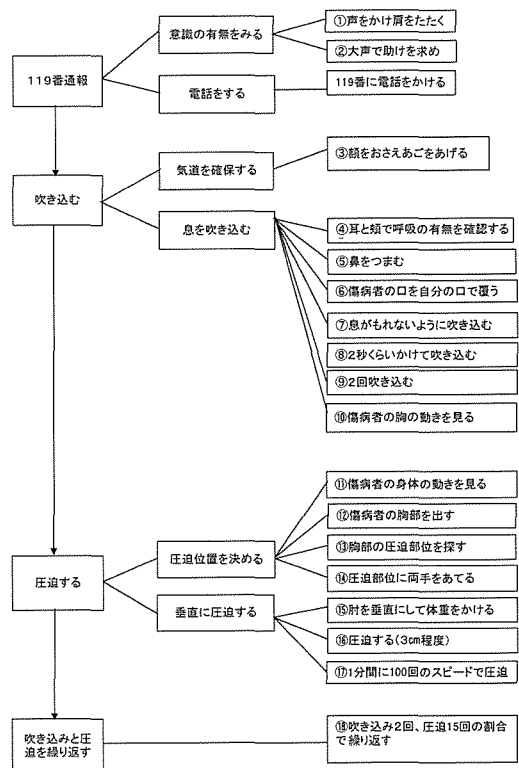 ①声をかけ肩をたたく
意識の有無をみる
②大声で助けを求め
119番通報
電話をする
119番に電話をかける
気道を確保する
③額をおさえあごをあげる
吹き込む
息を吹き込む
④耳と頬で呼吸の有無を確認する
⑤鼻をつまむ
⑥傷病者の口を自分の口で覆う
⑦息がもれないように吹き込む
⑧2秒くらいかけて吹き込む
⑨2回吹き込む
⑩傷病者の胸の動きを見る
⑪傷病者の身体の動きを見る
⑫傷病者の胸部を出す
圧迫位置を決める
⑬胸部の圧迫部位を探す
⑭圧迫部位に両手をあてる
圧迫する
垂直に圧迫する
⑮肘を垂直にして体重をかける
⑯圧迫する(3cm程度)
⑰1分間に100回のスピードで圧迫
吹き込みと圧
迫を繰り返す
⑱吹き込み2回、圧迫15回の割合
で繰り返す